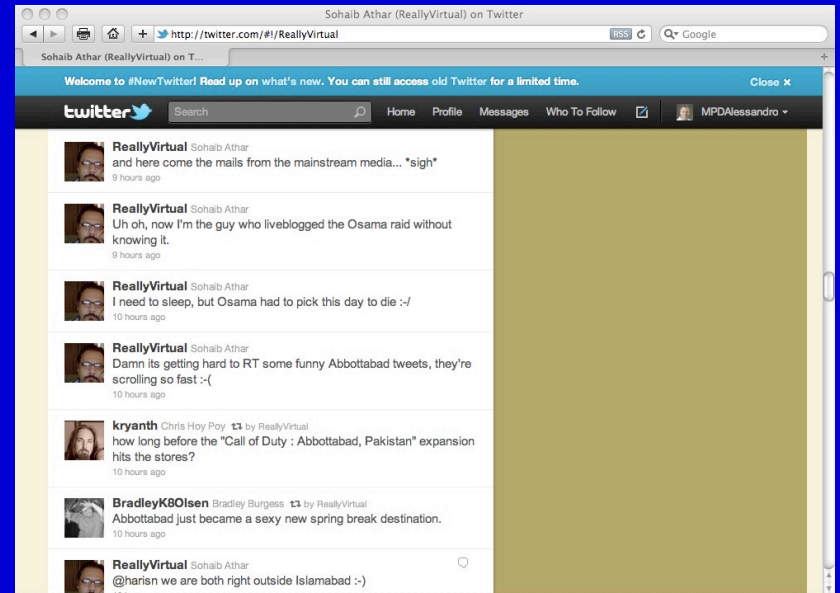 Sohaib Athar (ReallyVirtual) on Twitter
http://twitter.com/#!/ReallyVirtual RSS Google
Sohaib Athar (ReallyVirtual) on T...
Welcome to #NewTwitter! Read up on what's new. You can still access old Twitter for a limited time. Close ×
twitter Search Home Profile Messages Who To Follow MPDAlessandro
ReallyVirtual Sohaib Athar
and here come the mails from the mainstream media... *sigh*
9 hours ago
ReallyVirtual Sohaib Athar
Uh oh, now I'm the guy who liveblogged the Osama raid without
knowing it.
9 hours ago
ReallyVirtual Sohaib Athar
I need to sleep, but Osama had to pick this day to die :-/
10 hours ago
ReallyVirtual Sohaib Athar
Damn its getting hard to RT some funny Abbottabad tweets, they're
scrolling so fast :-(
10 hours ago
kryanth Chris Hoy Poy by ReallyVirtual
how long before the "Call of Duty : Abbottabad, Pakistan" expansion
hits the stores?
10 hours ago
BradleyK8Olsen Bradley Burgess by ReallyVirtual
Abbottabad just became a sexy new spring break destination.
10 hours ago
ReallyVirtual Sohaib Athar
@harisn we are both right outside Islamabad :-)